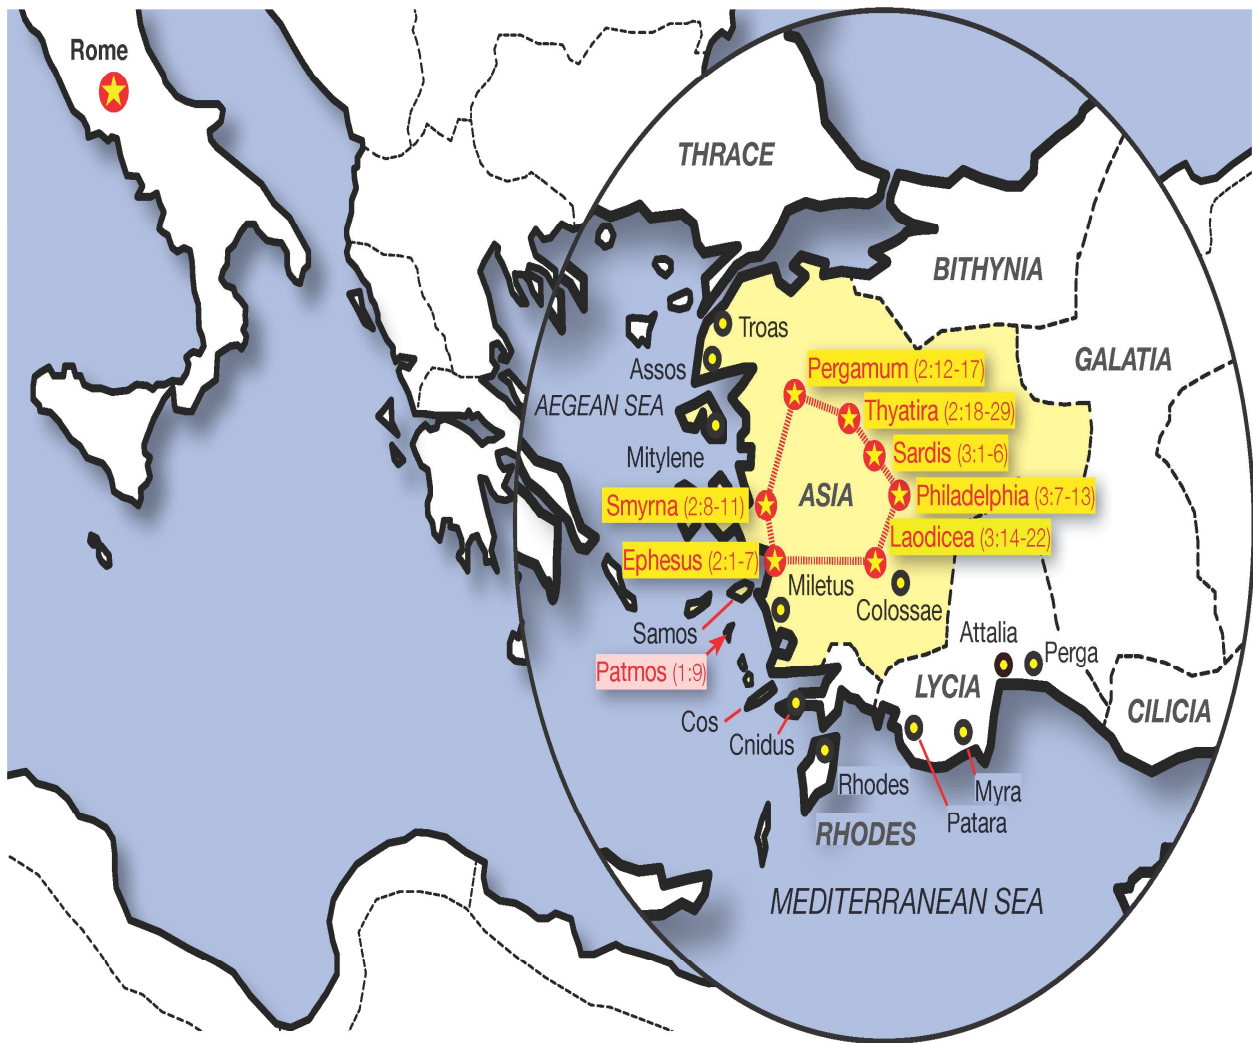 Rome
THRACE
BITHYNIA
Troas
GALATIA
Assos
Pergamum (2:12-17)
AEGEAN SEA
Thyatira (2:18-29)
Mitylene
Sardis (3:1-6)
Smyrna (2:8-11)
ASIA
Philadelphia (3:7-13)
Laodicea (3:14-22)
Ephesus (2:1-7)
Miletus
Colossae
Samos
Attalia
Perga
Patmos (1:9)
LYCIA
CILICIA
Cos
Cnidus
Rhodes
Myra
Patara
RHODES
MEDITERRANEAN SEA